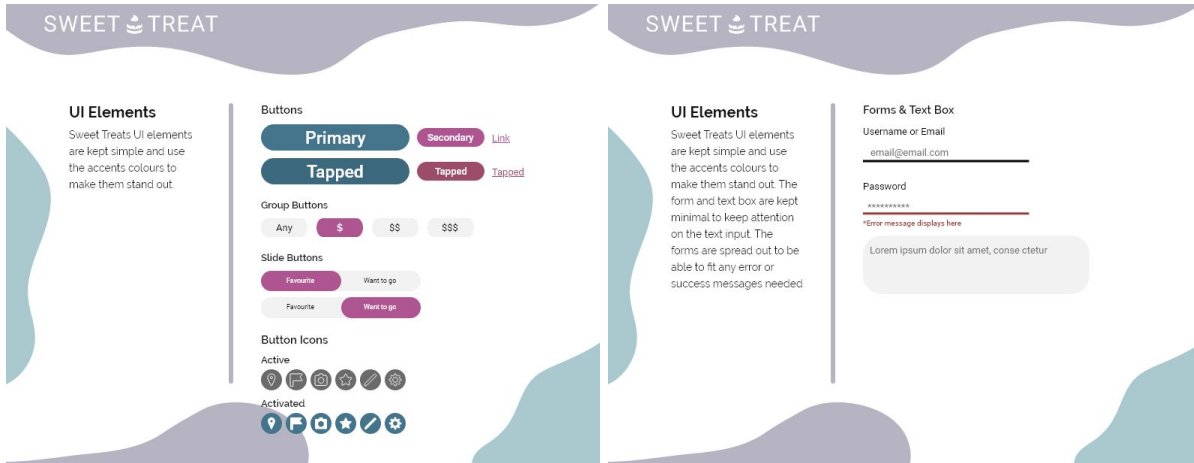 SWEET TREAT
UI Elements
Sweet Treats UI elements
are kept simple and use
the accents colours to
make them stand out.
Buttons
Primary Secondary Link
Tapped Tapped Tapped
Group Buttons
Any $ $$ $$$
Slide Buttons
Favourite Want to go
Favourite Want to go
Button Icons
Active
Activated
SWEET TREAT
UI Elements
Sweet Treats UI elements
are kept simple and use
the accents colours to
make them stand out. The
form and text box are kept
minimal to keep attention
on the text input. The
forms are spread out to be
able to fit any error or
success messages needed
Forms & Text Box
Username or Email
email@email.com
Password
**********
*Error message displays here
Lorem ipsum dolor sit amet, conse ctetur